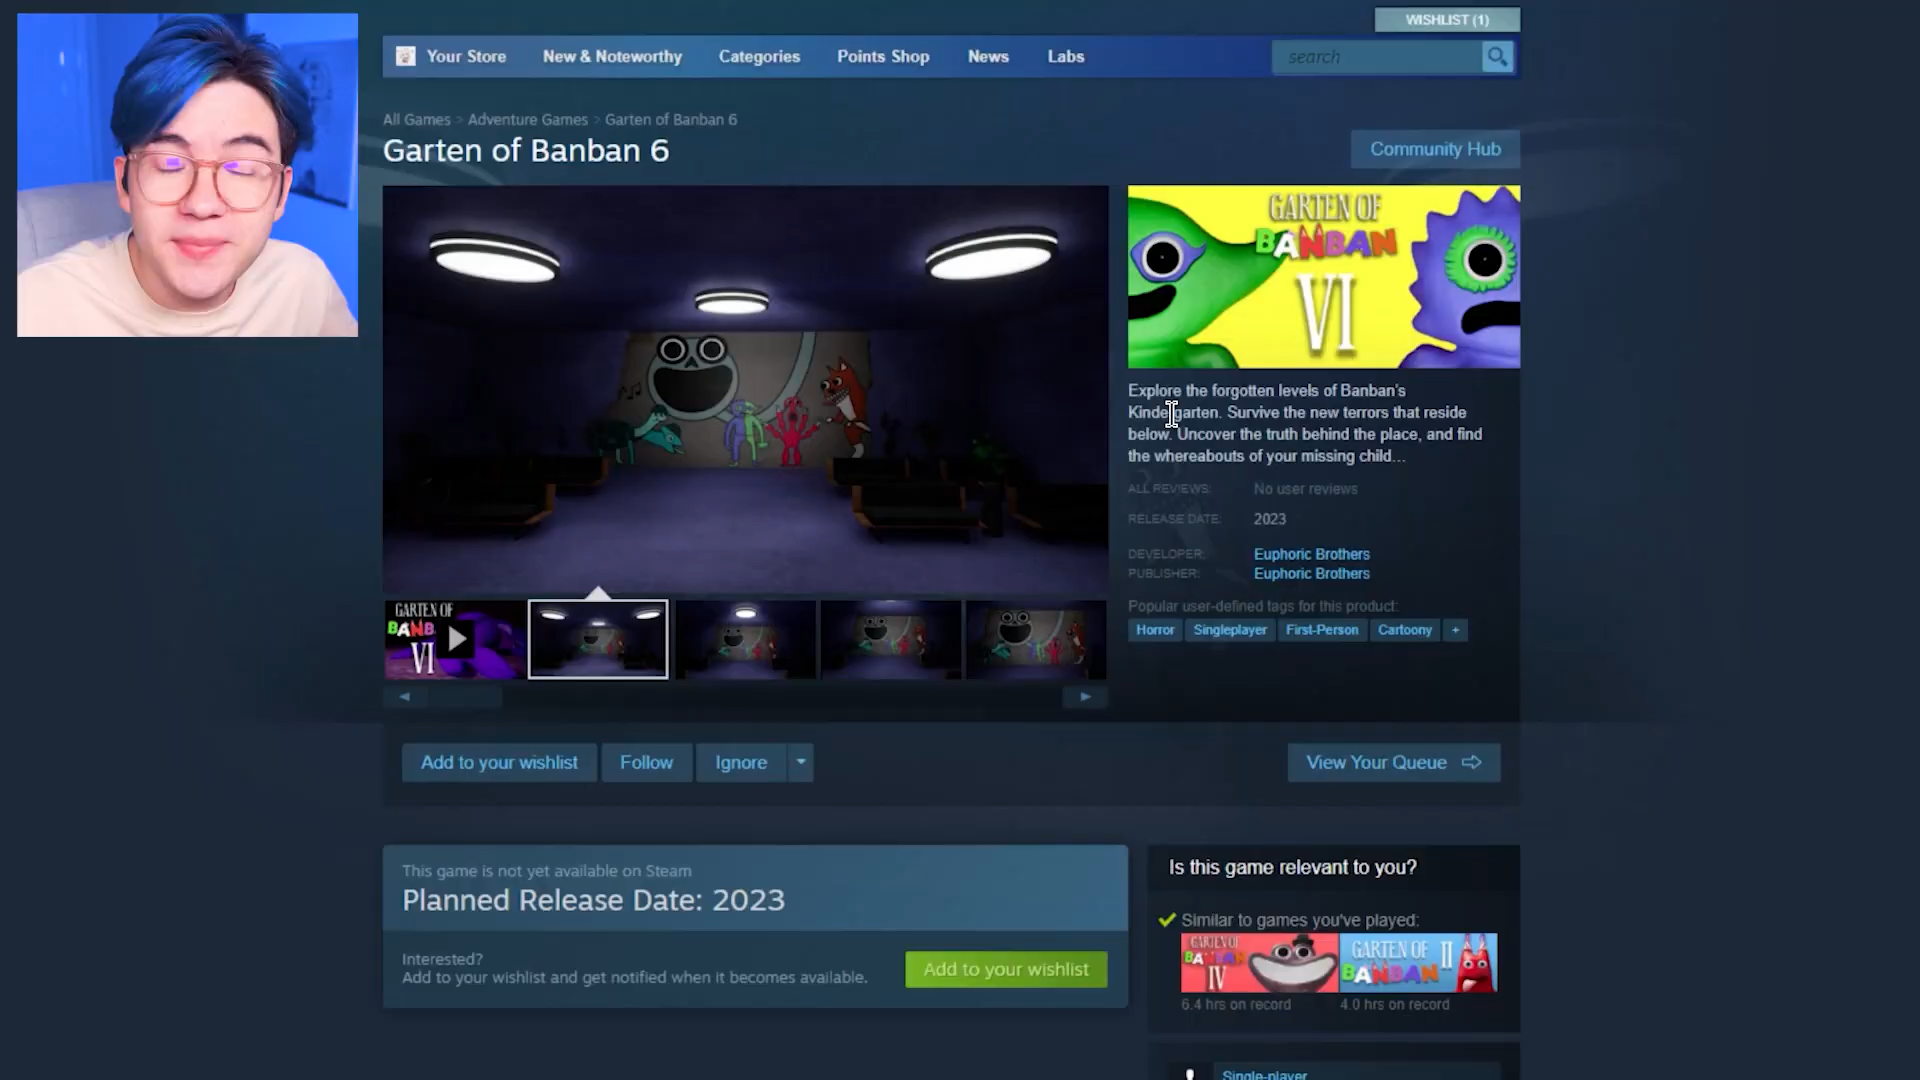 WISHLIST (1)
Your Store
New & Noteworthy
Categories
Points Shop
News
Labs
search
All Games > Adventure Games > Garten of Banban 6
Garten of Banban 6
Community Hub
GARTEN OF
BANBAN
VI
Explore the forgotten levels of Banban's
Kindergarten. Survive the new terrors that reside
below. Uncover the truth behind the place, and find
the whereabouts of your missing child...
ALL REVIEWS: No user reviews
RELEASE DATE: 2023
DEVELOPER: Euphoric Brothers
PUBLISHER: Euphoric Brothers
Popular user-defined tags for this product:
Horror Singleplayer First-Person Cartoony +
GARTEN OF
BANB
VI
Add to your wishlist
Follow
Ignore
View Your Queue
This game is not yet available on Steam
Planned Release Date: 2023
Interested?
Add to your wishlist and get notified when it becomes available.
Add to your wishlist
Is this game relevant to you?
Similar to games you've played:
GARTEN OF
BANBAN
IV
GARTEN OF II
BANBAN
6.4 hrs on record
4.0 hrs on record
Single-player